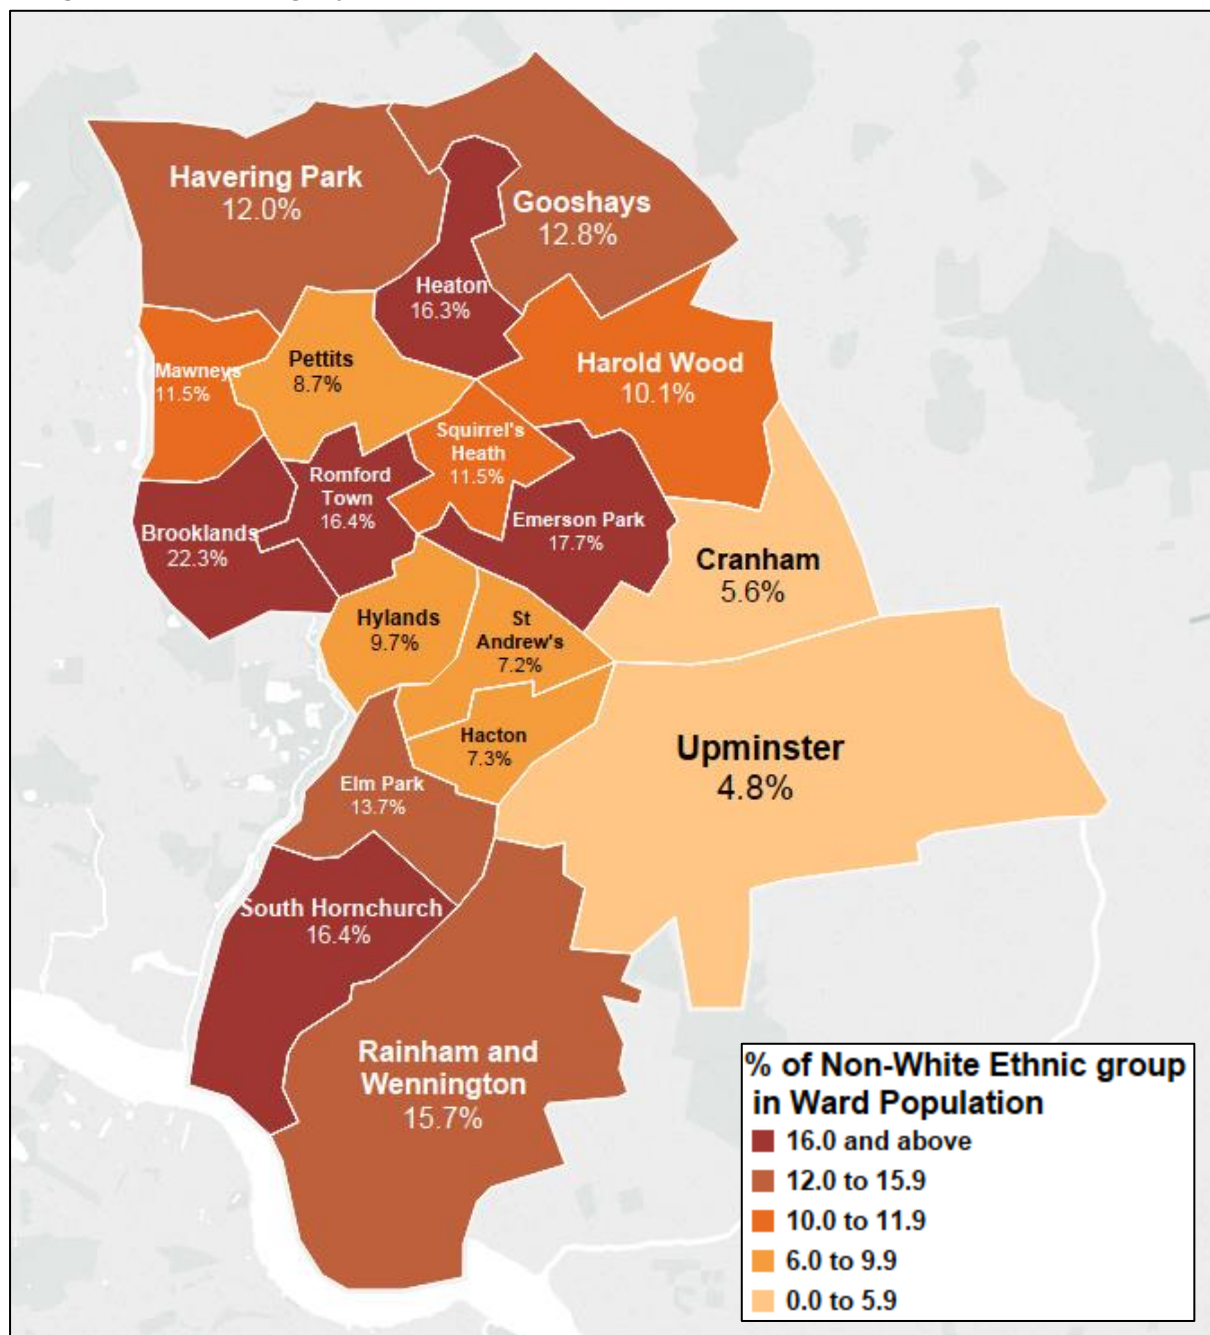 Havering Park
12.0%
Gooshays
12.8%
Heaton
16.3%
Harold Wood
10.1%
Pettits
8.7%
Mawneys
11.5%
Squirrel's
Heath
11.5%
Romford
Town
16.4%
Emerson Park
17.7%
Brooklands
22.3%
Cranham
5.6%
Hylands
9.7%
St
Andrew's
7.2%
Hacton
7.3%
Upminster
4.8%
Elm Park
13.7%
South Hornchurch
16.4%
Rainham and
Wennington
15.7%
% of Non-White Ethnic group
in Ward Population
16.0 and above
12.0 to 15.9
10.0 to 11.9
6.0 to 9.9
0.0 to 5.9